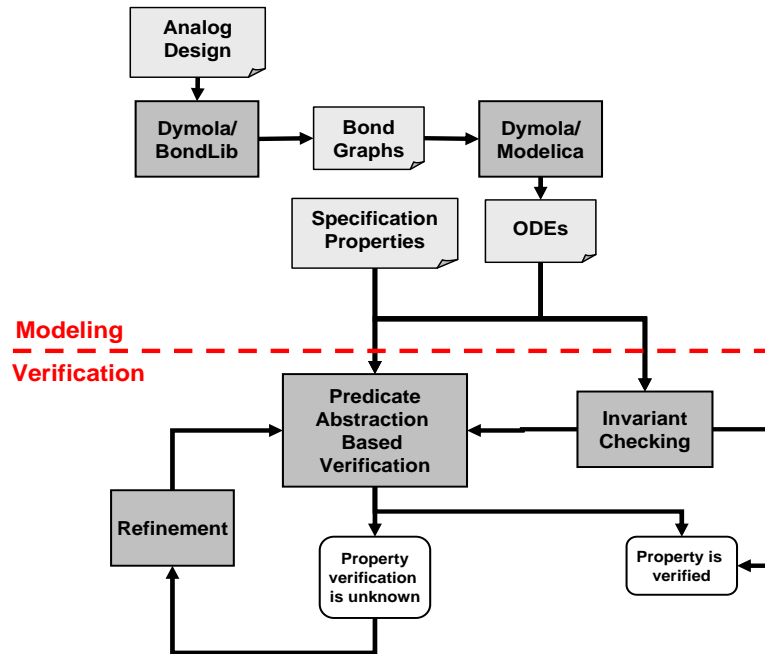 Analog
Design
Dymola/
BondLib
Bond
Graphs
Dymola/
Modelica
Specification
Properties
ODEs
Modeling
Verification
Predicate
Abstraction
Based
Verification
Invariant
Checking
Refinement
Property
verification
is unknown
Property is
verified